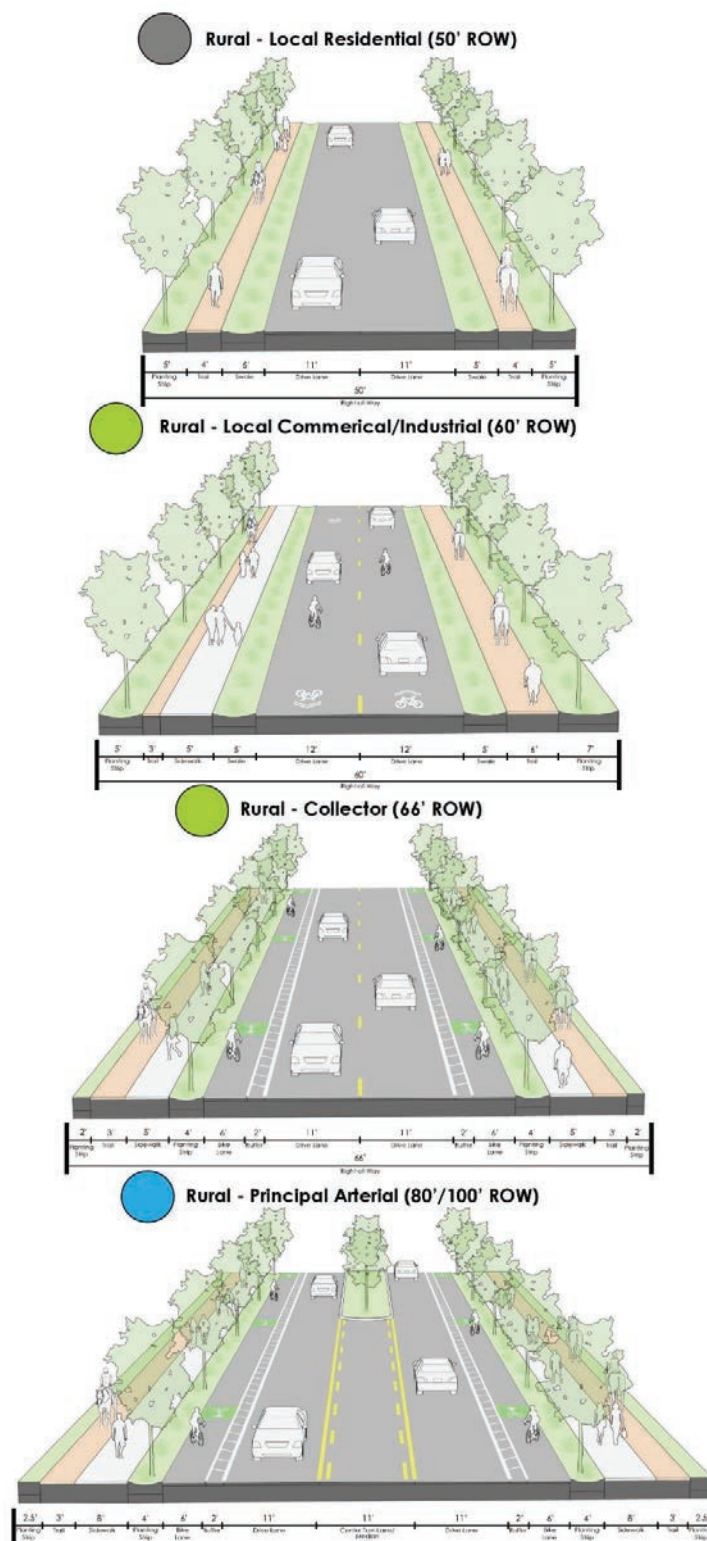 Rural - Local Residential (50' ROW)
5' 4' 5' 11' 11' 5' 4' 5'
Planting Strip Trail Swale Drive Lane Drive Lane Swale Trail Planting Strip
50'
Right-of-Way
Rural - Local Commerical/Industrial (60' ROW)
5' 3' 5' 5' 12' 12' 5' 6' 7'
Planting Strip Trail Sidewalk Swale Drive Lane Drive Lane Swale Trail Planting Strip
60'
Right-of-Way
Rural - Collector (66' ROW)
2' 3' 5' 4' 6' 2' 11' 11' 2' 6' 4' 5' 3' 2'
Planting Strip Trail Sidewalk Planting Strip Bike Lane Buffer Drive Lane Drive Lane Buffer Bike Lane Planting Strip Sidewalk Trail Planting Strip
66'
Right-of-Way
Rural - Principal Arterial (80'/100' ROW)
2.5' 3' 8' 4' 6' 2' 11' 11' 11' 2' 6' 4' 8' 3' 2.5'
Planting Strip Trail Sidewalk Planting Strip Bike Lane Buffer Drive Lane Center Turn Lane/ Median Drive Lane Buffer Bike Lane Planting Strip Sidewalk Trail Planting Strip